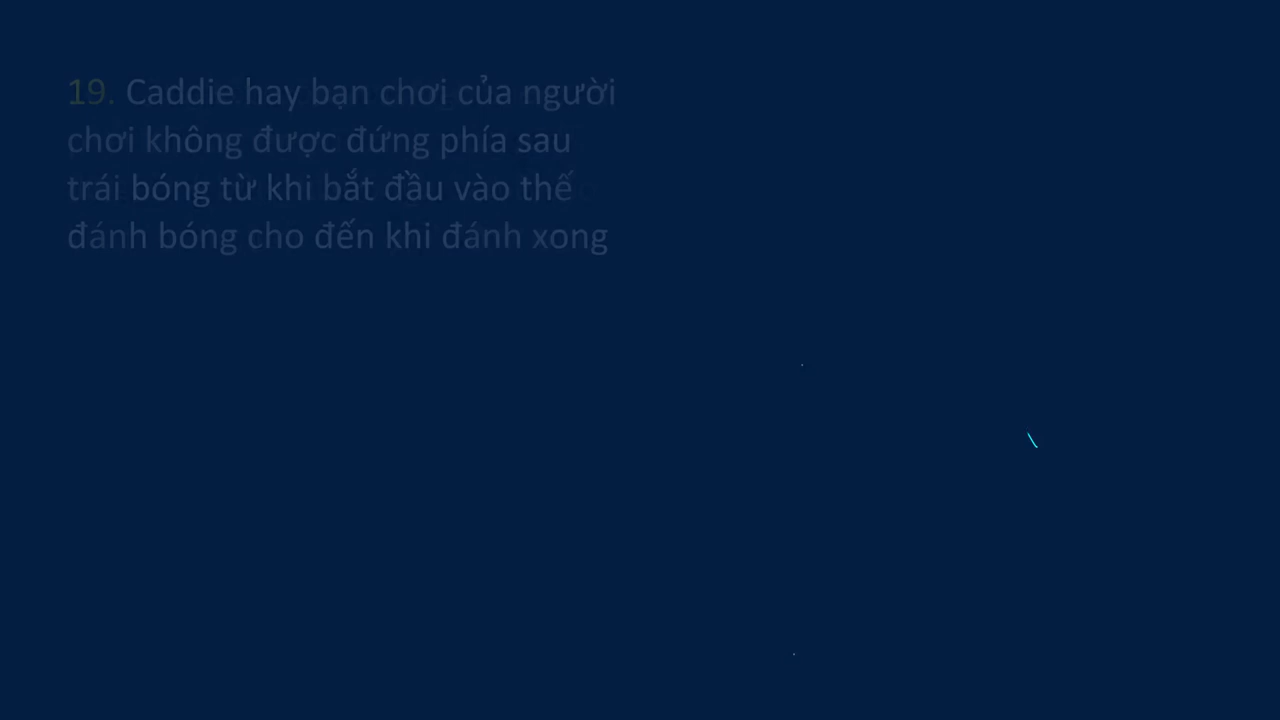 19. Caddie hay bạn chơi của người
chơi không được đứng phía sau
trái bóng từ khi bắt đầu vào thế
đánh bóng cho đến khi đánh xong